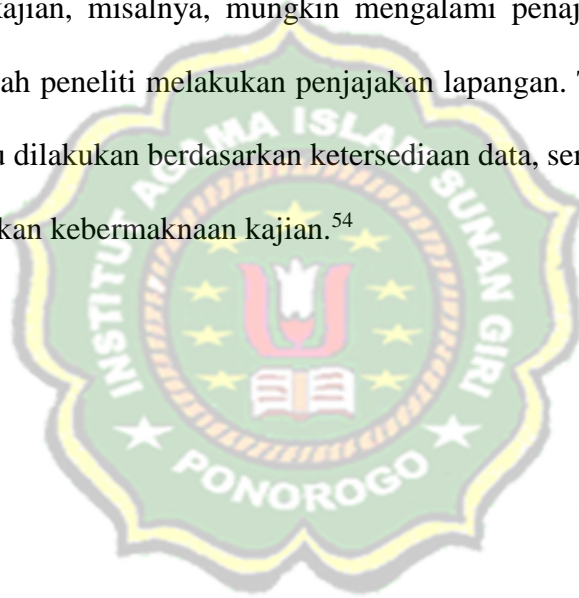 kajian, misalnya, mungkin mengalami penaj
ah peneliti melakukan penjajakan lapangan.
u dilakukan berdasarkan ketersediaan data, ser
kan kebermaknaan kajian.54
INSTITUT AGAMA ISLAM SUNAN GIRI
PONOROGO